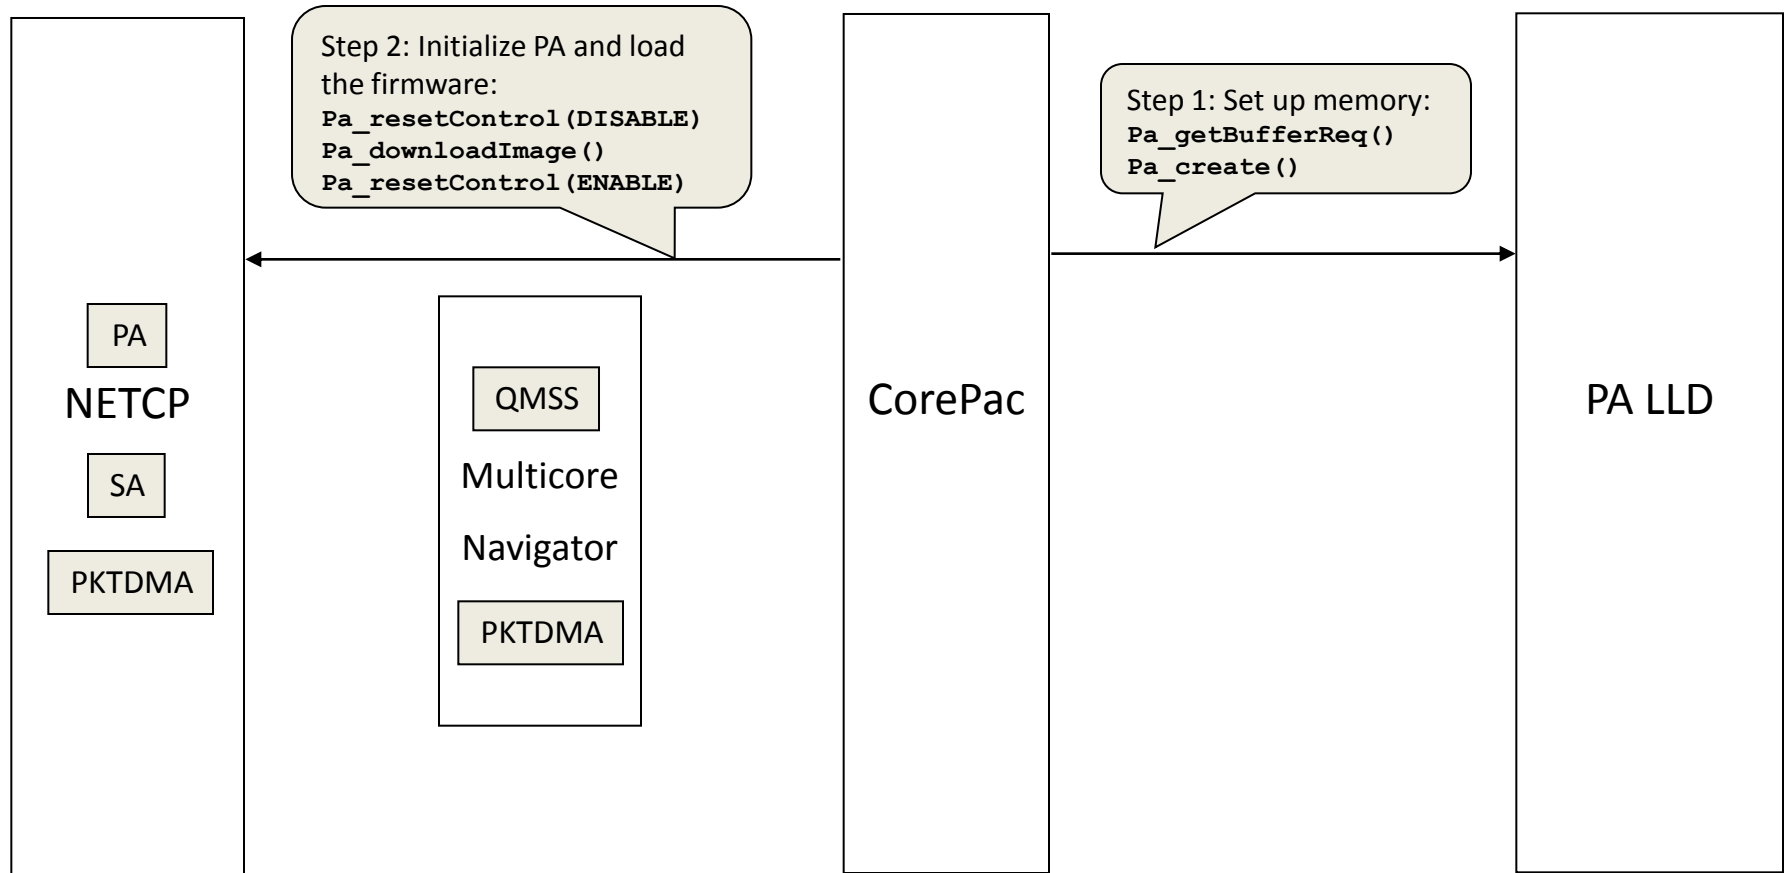 Step 2: Initialize PA and load
the firmware:
Pa_resetControl(DISABLE)
Pa_downloadImage()
Pa_resetControl(ENABLE)
Step 1: Set up memory:
Pa_getBufferReq()
Pa_create()
PA
NETCP
SA
PKTDMA
QMSS
Multicore
Navigator
PKTDMA
CorePac
PA LLD